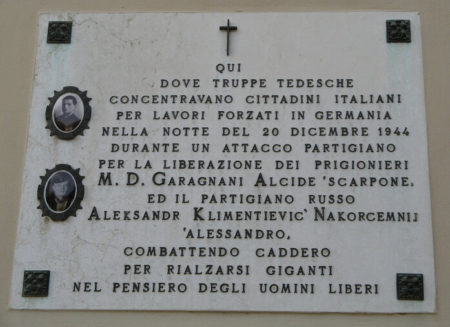 QUI
DOVE TRUPPE TEDESCHE
CONCENTRAVANO CITTADINI ITALIANI
PER LAVORI FORZATI IN GERMANIA
NELLA NOTTE DEL 20 DICEMBRE 1944
DURANTE UN ATTACCO PARTIGIANO
PER LA LIBERAZIONE DEI PRIGIONIERI
M. D. GARAGNANI ALCIDE 'SCARPONE,
ED IL PARTIGIANO RUSSO
ALEKSANDR KLIMENTIEVIC' NAKORCEMNIJ
'ALESSANDRO,
COMBATTENDO CADDERO
PER RIALZARSI GIGANTI
NEL PENSIERO DEGLI UOMINI LIBERI